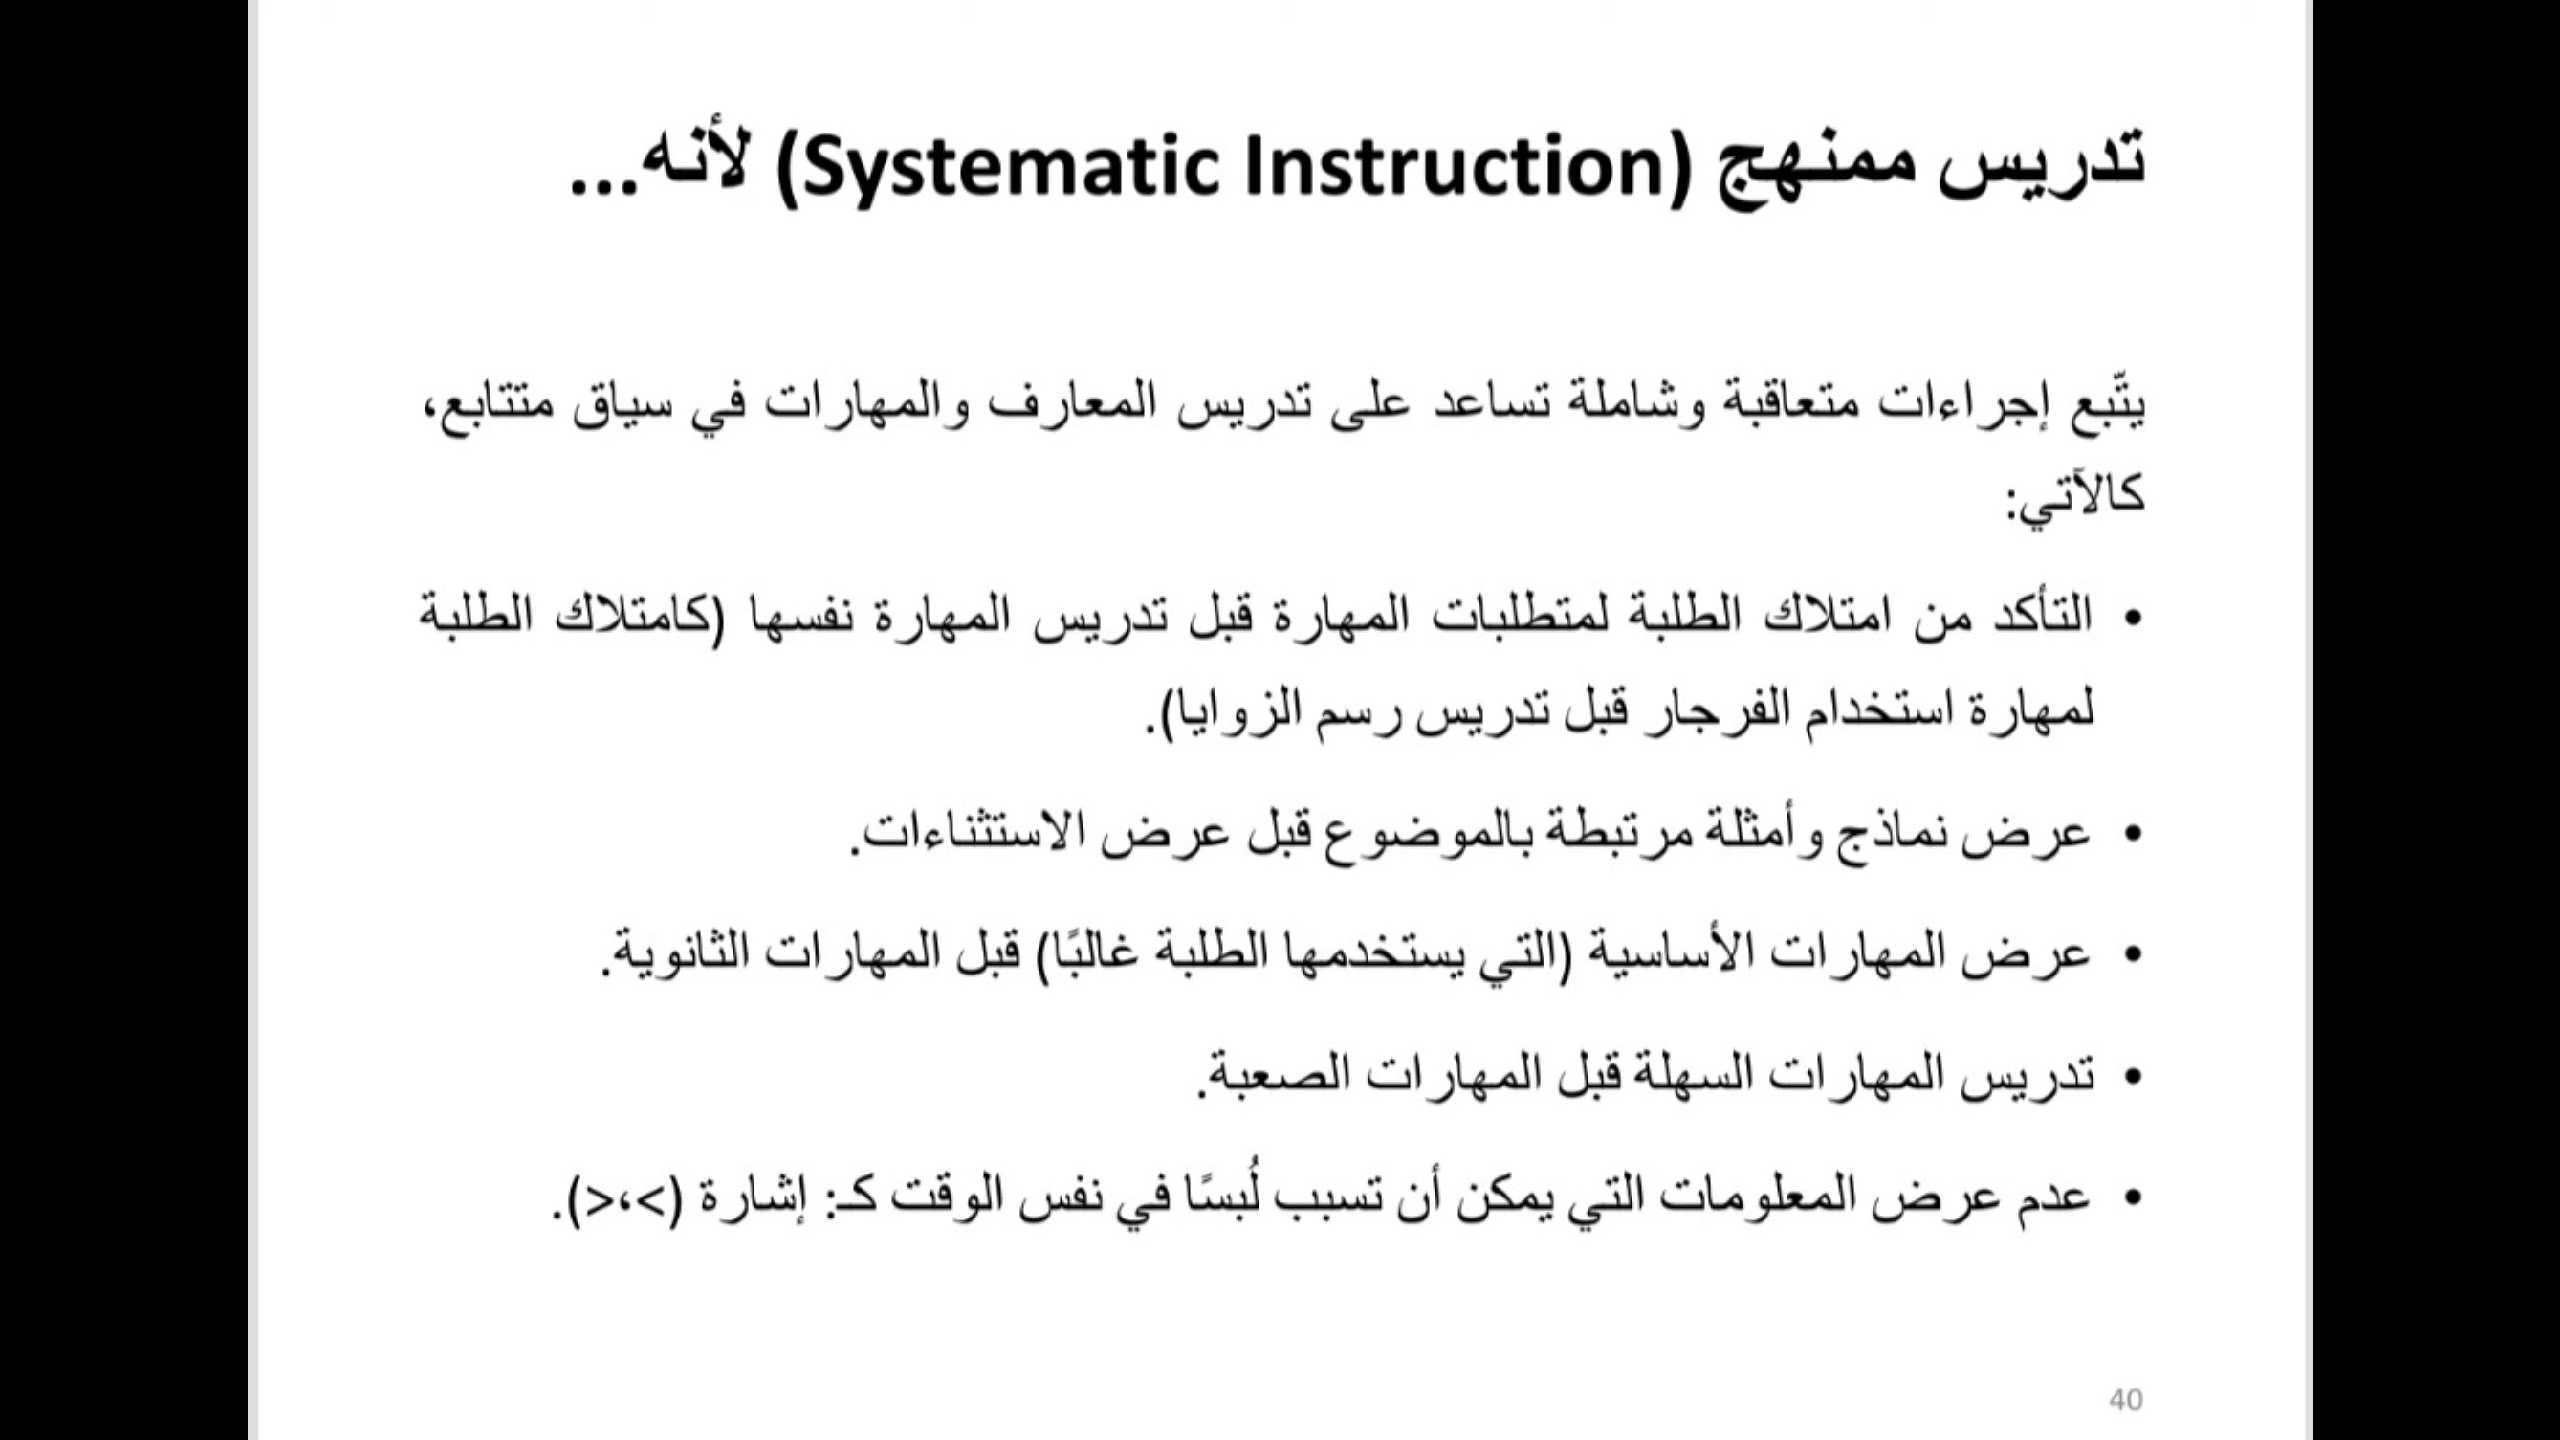 تدريس ممنهج (Systematic Instruction) لأنه...
يتّبع إجراءات متعاقبة وشاملة تساعد على تدريس المعارف والمهارات في سياق متتابع،
كالآتي:
• التأكد من امتلاك الطلبة لمتطلبات المهارة قبل تدريس المهارة نفسها (كامتلاك الطلبة
لمهارة استخدام الفرجار قبل تدريس رسم الزوايا).
• عرض نماذج وأمثلة مرتبطة بالموضوع قبل عرض الاستثناءات.
• عرض المهارات الأساسية (التي يستخدمها الطلبة غالبًا) قبل المهارات الثانوية.
• تدريس المهارات السهلة قبل المهارات الصعبة.
• عدم عرض المعلومات التي يمكن أن تسبب لُبسًا في نفس الوقت كـ: إشارة (<،>).
40